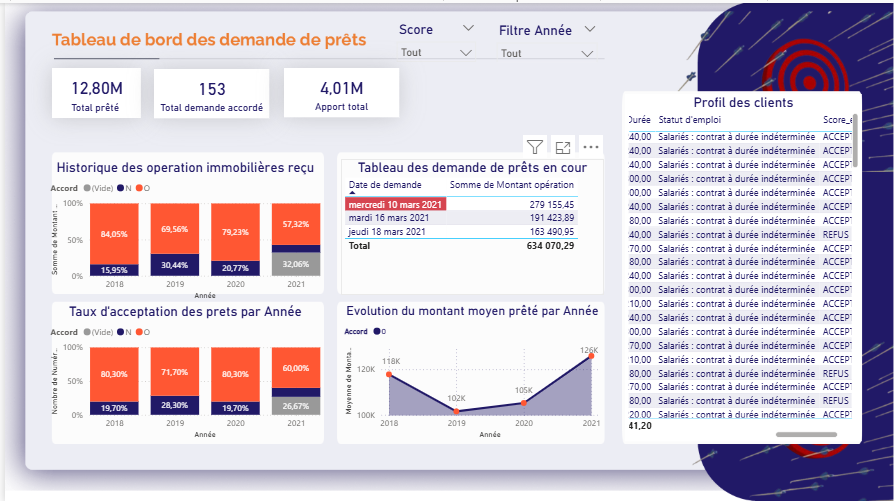 Tableau de bord des demande de prêts
Score
Filtre Année
Tout
Tout
12,80M
Total prêté
153
Total demande accordé
4,01M
Apport total
Historique des operation immobilières reçu
Accord (Vide) N O
Somme de Montant ...
100%
50%
0%
84,05%
69,56%
79,23%
57,32%
15,95%
30,44%
20,77%
32,06%
2018
2019
2020
2021
Année
Tableau des demande de prêts en cour
Date de demande Somme de Montant opération
mercredi 10 mars 2021 279 155,45
mardi 16 mars 2021 191 423,89
jeudi 18 mars 2021 163 490,95
Total 634 070,29
Taux d'acceptation des prets par Année
Accord (Vide) N O
Nombre de Numér...
100%
50%
0%
80,30%
71,70%
80,30%
60,00%
19,70%
28,30%
19,70%
26,67%
2018
2019
2020
2021
Année
Evolution du montant moyen prêté par Année
Accord O
Moyenne de Monta...
120K
100K
118K
102K
105K
126K
2018
2019
2020
2021
Année
Profil des clients
Durée Statut d'emploi Score_e
40,00 Salariés : contrat à durée indéterminée ACCEPT
40,00 Salariés : contrat à durée indéterminée ACCEPT
40,00 Salariés : contrat à durée indéterminée ACCEPT
00,00 Salariés : contrat à durée indéterminée ACCEPT
00,00 Salariés : contrat à durée indéterminée ACCEPT
40,00 Salariés : contrat à durée indéterminée ACCEPT
80,00 Salariés : contrat à durée indéterminée ACCEPT
40,00 Salariés : contrat à durée indéterminée REFUS
70,00 Salariés : contrat à durée indéterminée ACCEPT
80,00 Salariés : contrat à durée indéterminée ACCEPT
40,00 Salariés : contrat à durée indéterminée ACCEPT
00,00 Salariés : contrat à durée indéterminée ACCEPT
10,00 Salariés : contrat à durée indéterminée ACCEPT
40,00 Salariés : contrat à durée indéterminée ACCEPT
00,00 Salariés : contrat à durée indéterminée ACCEPT
70,00 Salariés : contrat à durée indéterminée ACCEPT
10,00 Salariés : contrat à durée indéterminée ACCEPT
80,00 Salariés : contrat à durée indéterminée REFUS
70,00 Salariés : contrat à durée indéterminée ACCEPT
80,00 Salariés : contrat à durée indéterminée REFUS
20,00 Salariés : contrat à durée indéterminée ACCEPT
41,20